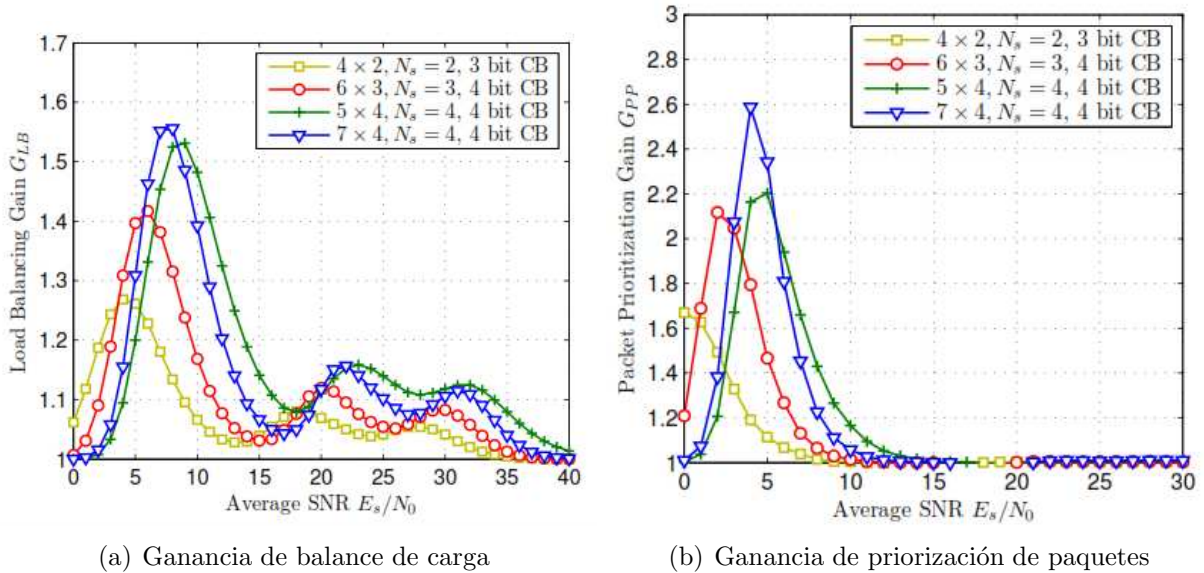 1.7
1.6
1.5
1.4
1.3
1.2
1.1
1
Load Balancing Gain G_{LB}
4 × 2, N_s = 2, 3 bit CB
6 × 3, N_s = 3, 4 bit CB
5 × 4, N_s = 4, 4 bit CB
7 × 4, N_s = 4, 4 bit CB
0 5 10 15 20 25 30 35 40
Average SNR E_s/N_0
(a) Ganancia de balance de carga
3
2.8
2.6
2.4
2.2
2
1.8
1.6
1.4
1.2
1
Packet Prioritization Gain G_{PP}
4 × 2, N_s = 2, 3 bit CB
6 × 3, N_s = 3, 4 bit CB
5 × 4, N_s = 4, 4 bit CB
7 × 4, N_s = 4, 4 bit CB
0 5 10 15 20 25 30
Average SNR E_s/N_0
(b) Ganancia de priorización de paquetes